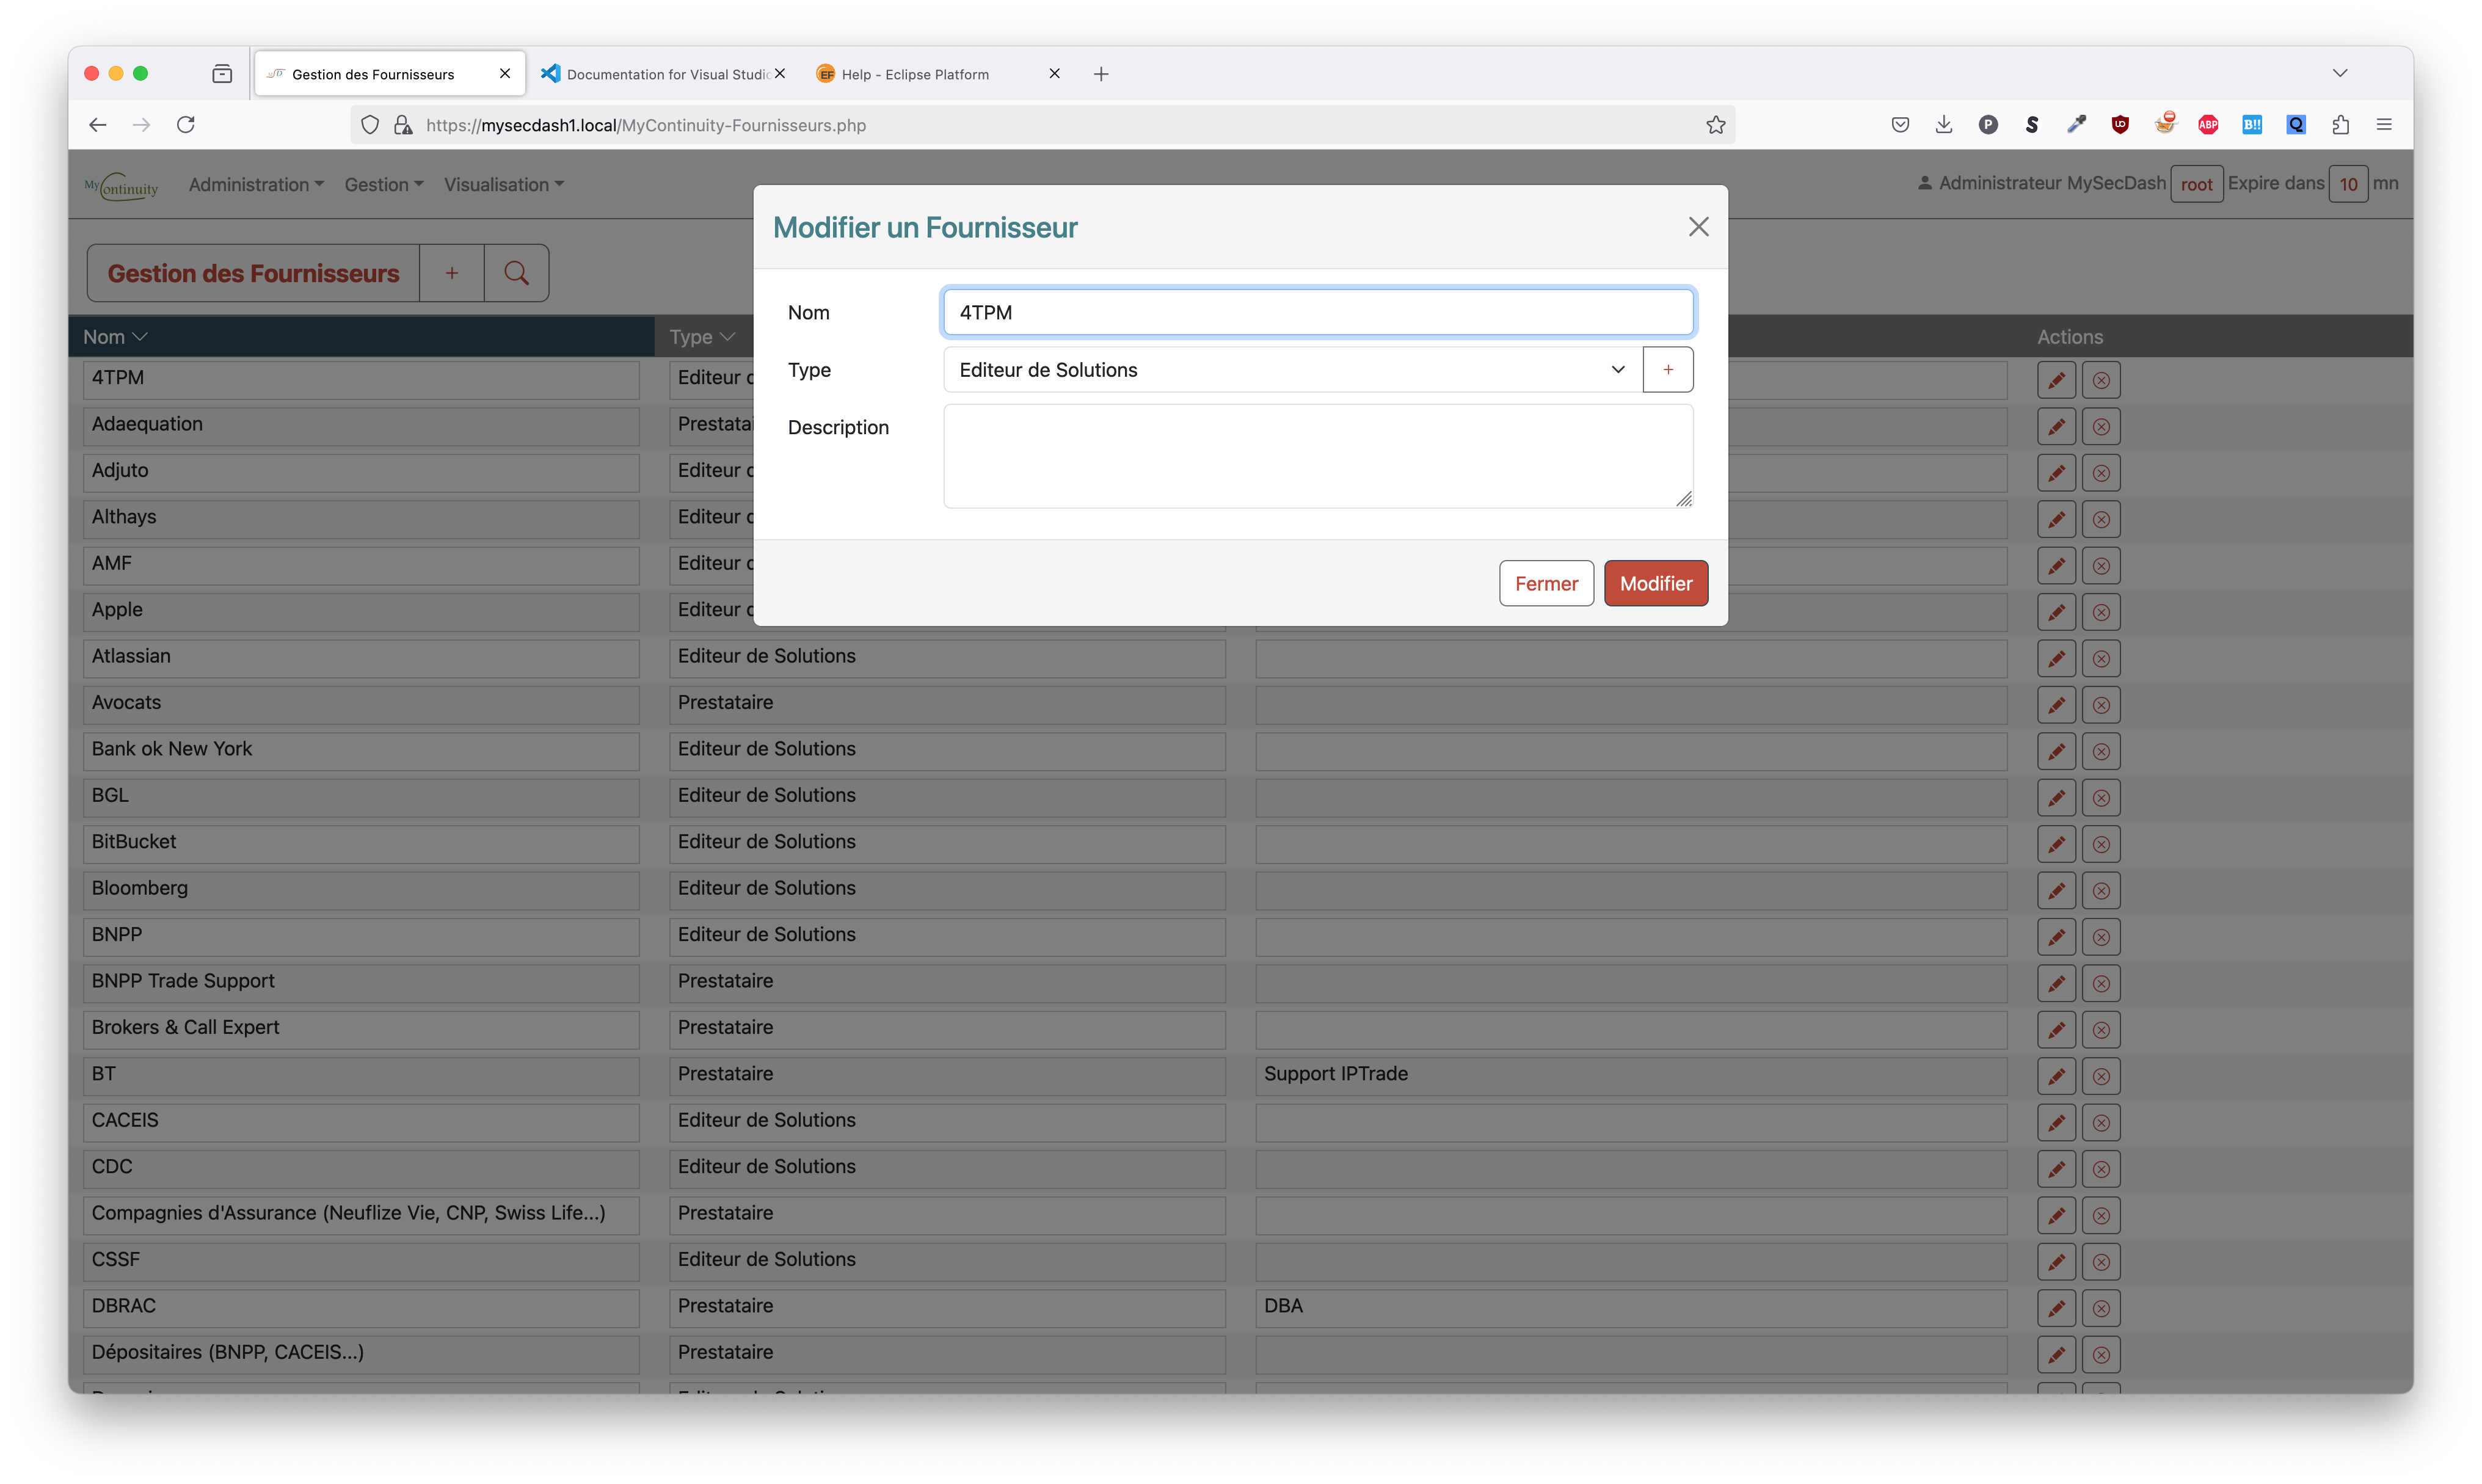 Gestion des Fournisseurs
Documentation for Visual Studio
Help - Eclipse Platform
https://mysecdash1.local/MyContinuity-Fournisseurs.php
MyContinuity Administration Gestion Visualisation
Administrateur MySecDash root Expire dans 10 mn
Modifier un Fournisseur
Gestion des Fournisseurs +
Nom 4TPM
Type Editeur de Solutions +
Description
Fermer Modifier
Nom Type Actions
4TPM Editeur
Adaequation
Adjuto Editeur
Althays Editeur
AMF Editeur
Apple Editeur
Atlassian Editeur de Solutions
Avocats Prestataire
Bank ok New York Editeur de Solutions
BGL Editeur de Solutions
BitBucket Editeur de Solutions
Bloomberg Editeur de Solutions
BNPP Editeur de Solutions
BNPP Trade Support Prestataire
Brokers & Call Expert Prestataire
BT Prestataire Support IPTrade
CACEIS Editeur de Solutions
CDC Editeur de Solutions
Compagnies d'Assurance (Neuflize Vie, CNP, Swiss Life...) Prestataire
CSSF Editeur de Solutions
DBRAC Prestataire DBA
Dépositaires (BNPP, CACEIS...) Prestataire